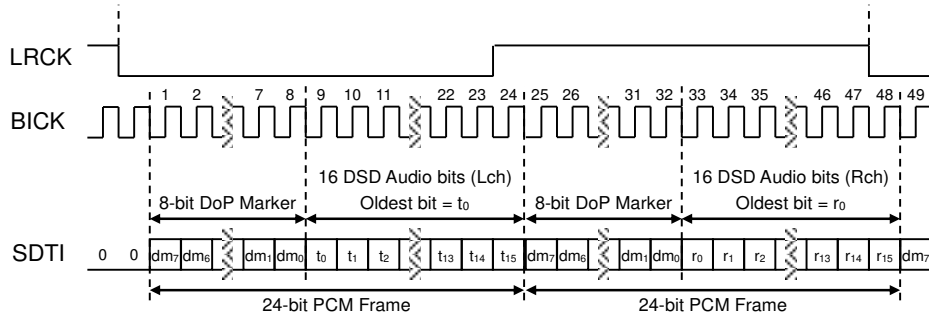 LRCK
1 2 7 8 9 10 11 22 23 24 25 26 31 32 33 34 35 46 47 48 49
BICK
16 DSD Audio bits (Lch) 16 DSD Audio bits (Rch)
8-bit DoP Marker Oldest bit = t₀ 8-bit DoP Marker Oldest bit = r₀
SDTI 0 0 dm₇ dm₆ dm₁ dm₀ t₀ t₁ t₂ t₁₃ t₁₄ t₁₅ dm₇ dm₆ dm₁ dm₀ r₀ r₁ r₂ r₁₃ r₁₄ r₁₅ dm₇
24-bit PCM Frame 24-bit PCM Frame